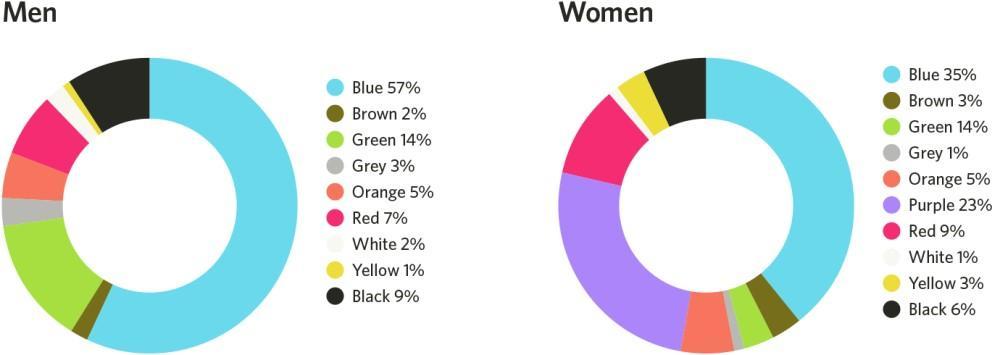 Men
Blue 57%
Brown 2%
Green 14%
Grey 3%
Orange 5%
Red 7%
White 2%
Yellow 1%
Black 9%
Women
Blue 35%
Brown 3%
Green 14%
Grey 1%
Orange 5%
Purple 23%
Red 9%
White 1%
Yellow 3%
Black 6%